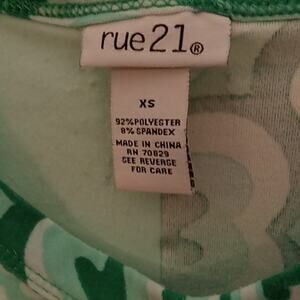 rue21®
XS
92%POLYESTER
8% SPANDEX
MADE IN CHINA
RN 70829
SEE REVERSE
FOR CARE